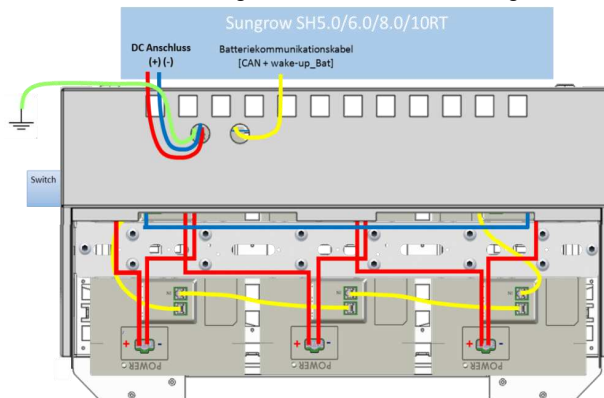 Sungrow SH5.0/6.0/8.0/10RT
DC Anschluss
(+) (-)
Batteriekommunikationskabel
[CAN + wake-up_Bat]
Switch
+ -
POWER
+ -
POWER
+ -
POWER